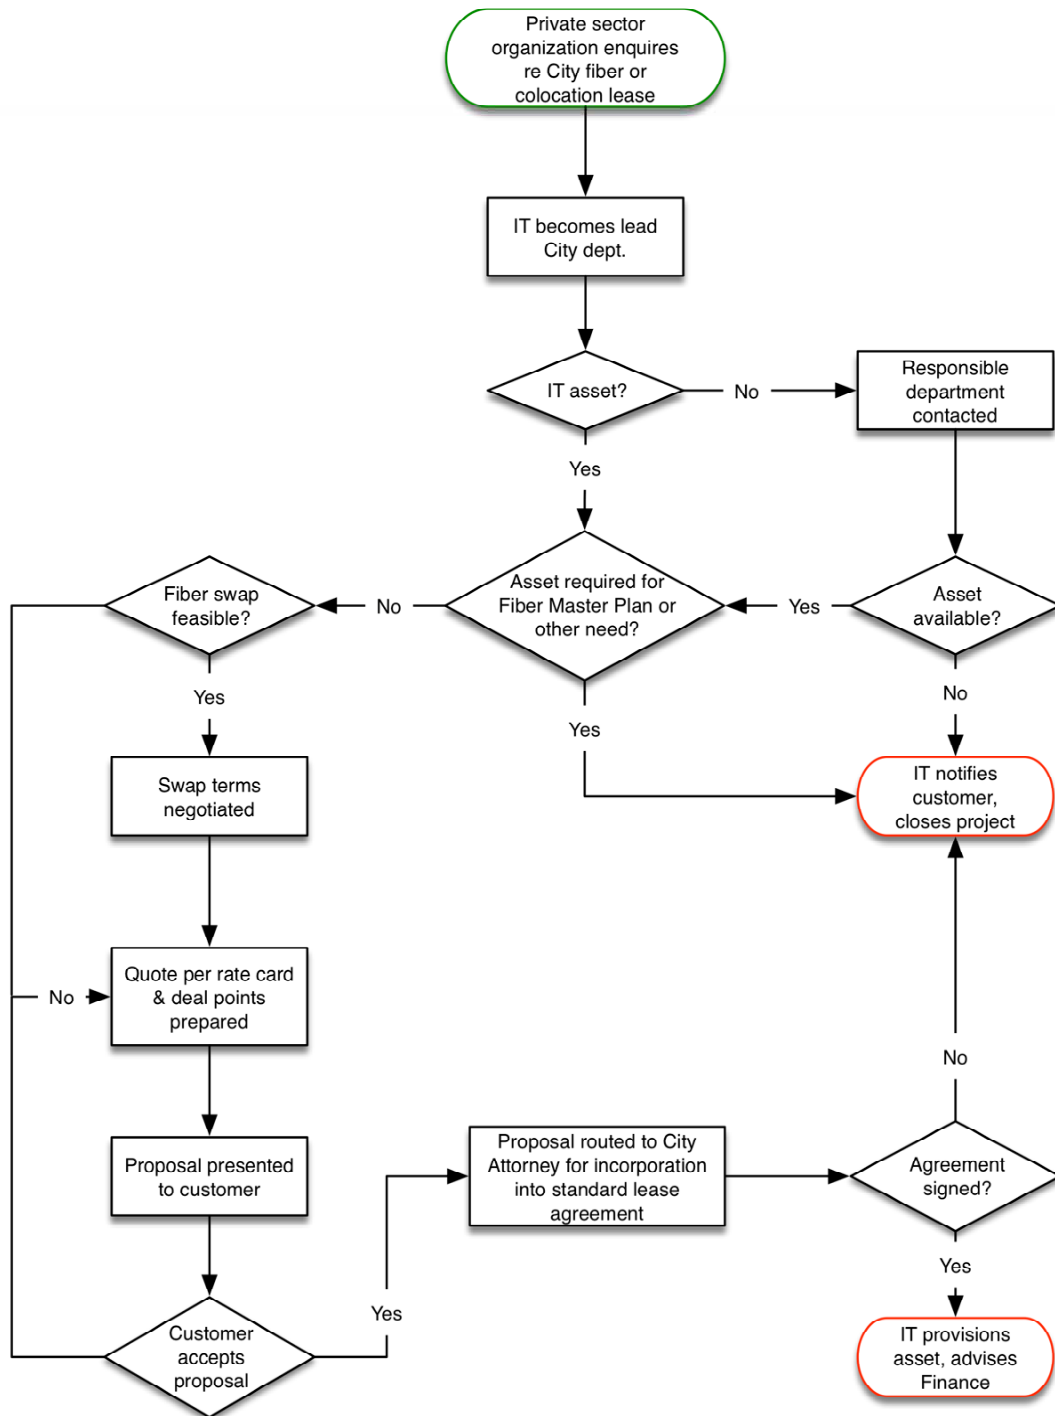 Private sector
organization enquires
re City fiber or
colocation lease
IT becomes lead
City dept.
IT asset?
No
Responsible
department
contacted
Yes
Fiber swap
feasible?
No
Asset required for
Fiber Master Plan or
other need?
Yes
Asset
available?
Yes
Yes
No
Swap terms
negotiated
IT notifies
customer,
closes project
No
Quote per rate card
& deal points
prepared
No
Proposal presented
to customer
Proposal routed to City
Attorney for incorporation
into standard lease
agreement
Agreement
signed?
Yes
Yes
Customer
accepts
proposal
IT provisions
asset, advises
Finance